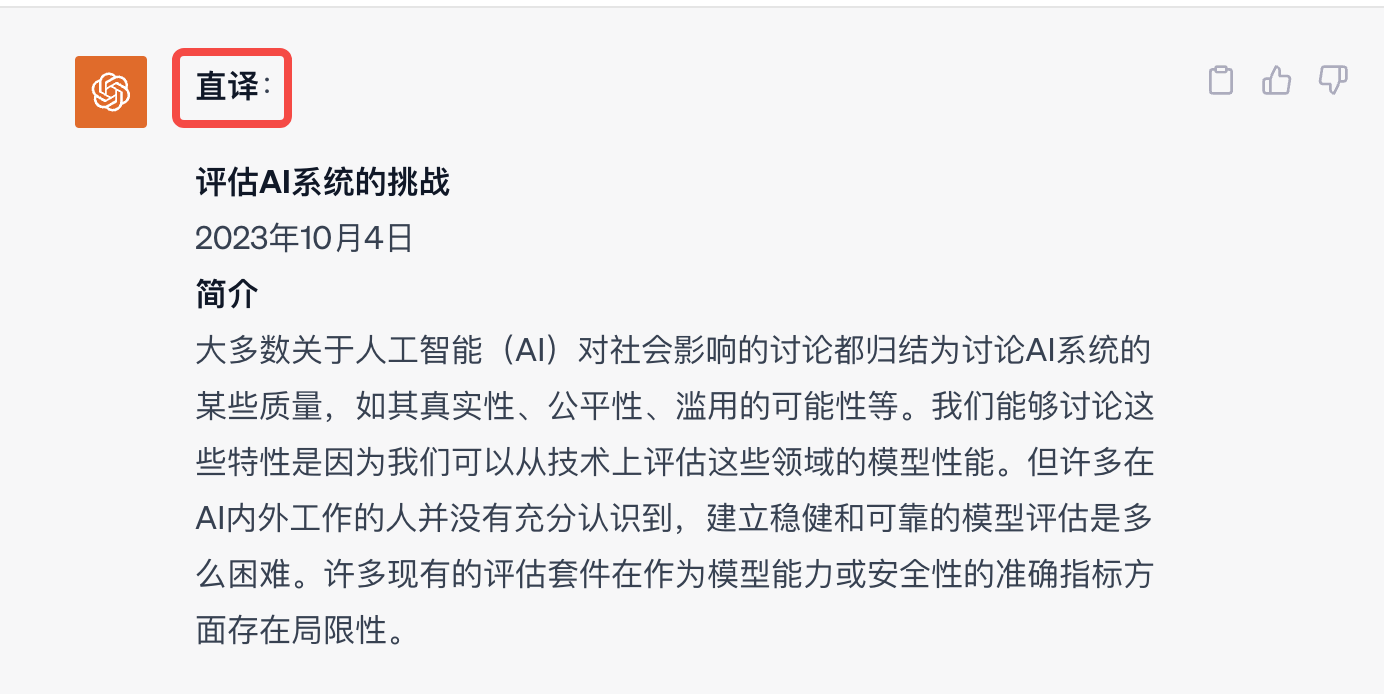 直译：
评估AI系统的挑战
2023年10月4日
简介
大多数关于人工智能（AI）对社会影响的讨论都归结为讨论AI系统的
某些质量，如其真实性、公平性、滥用的可能性等。我们能够讨论这
些特性是因为我们可以从技术上评估这些领域的模型性能。但许多在
AI内外工作的人并没有充分认识到，建立稳健和可靠的模型评估是多
么困难。许多现有的评估套件在作为模型能力或安全性的准确指标方
面存在局限性。